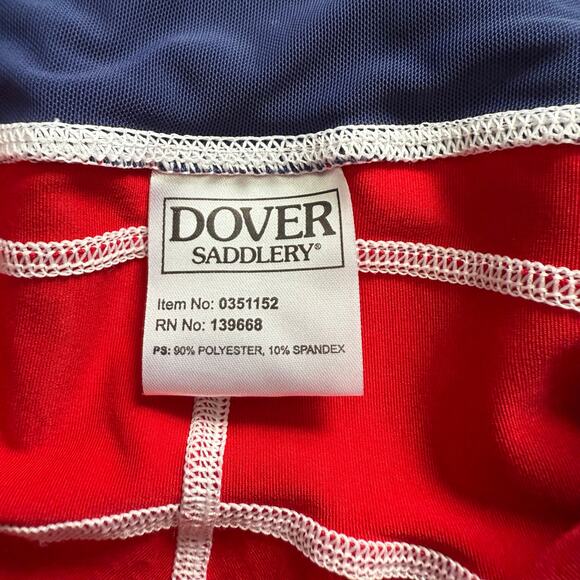 DOVER
SADDLERY®
Item No: 0351152
RN No: 139668
PS: 90% POLYESTER, 10% SPANDEX